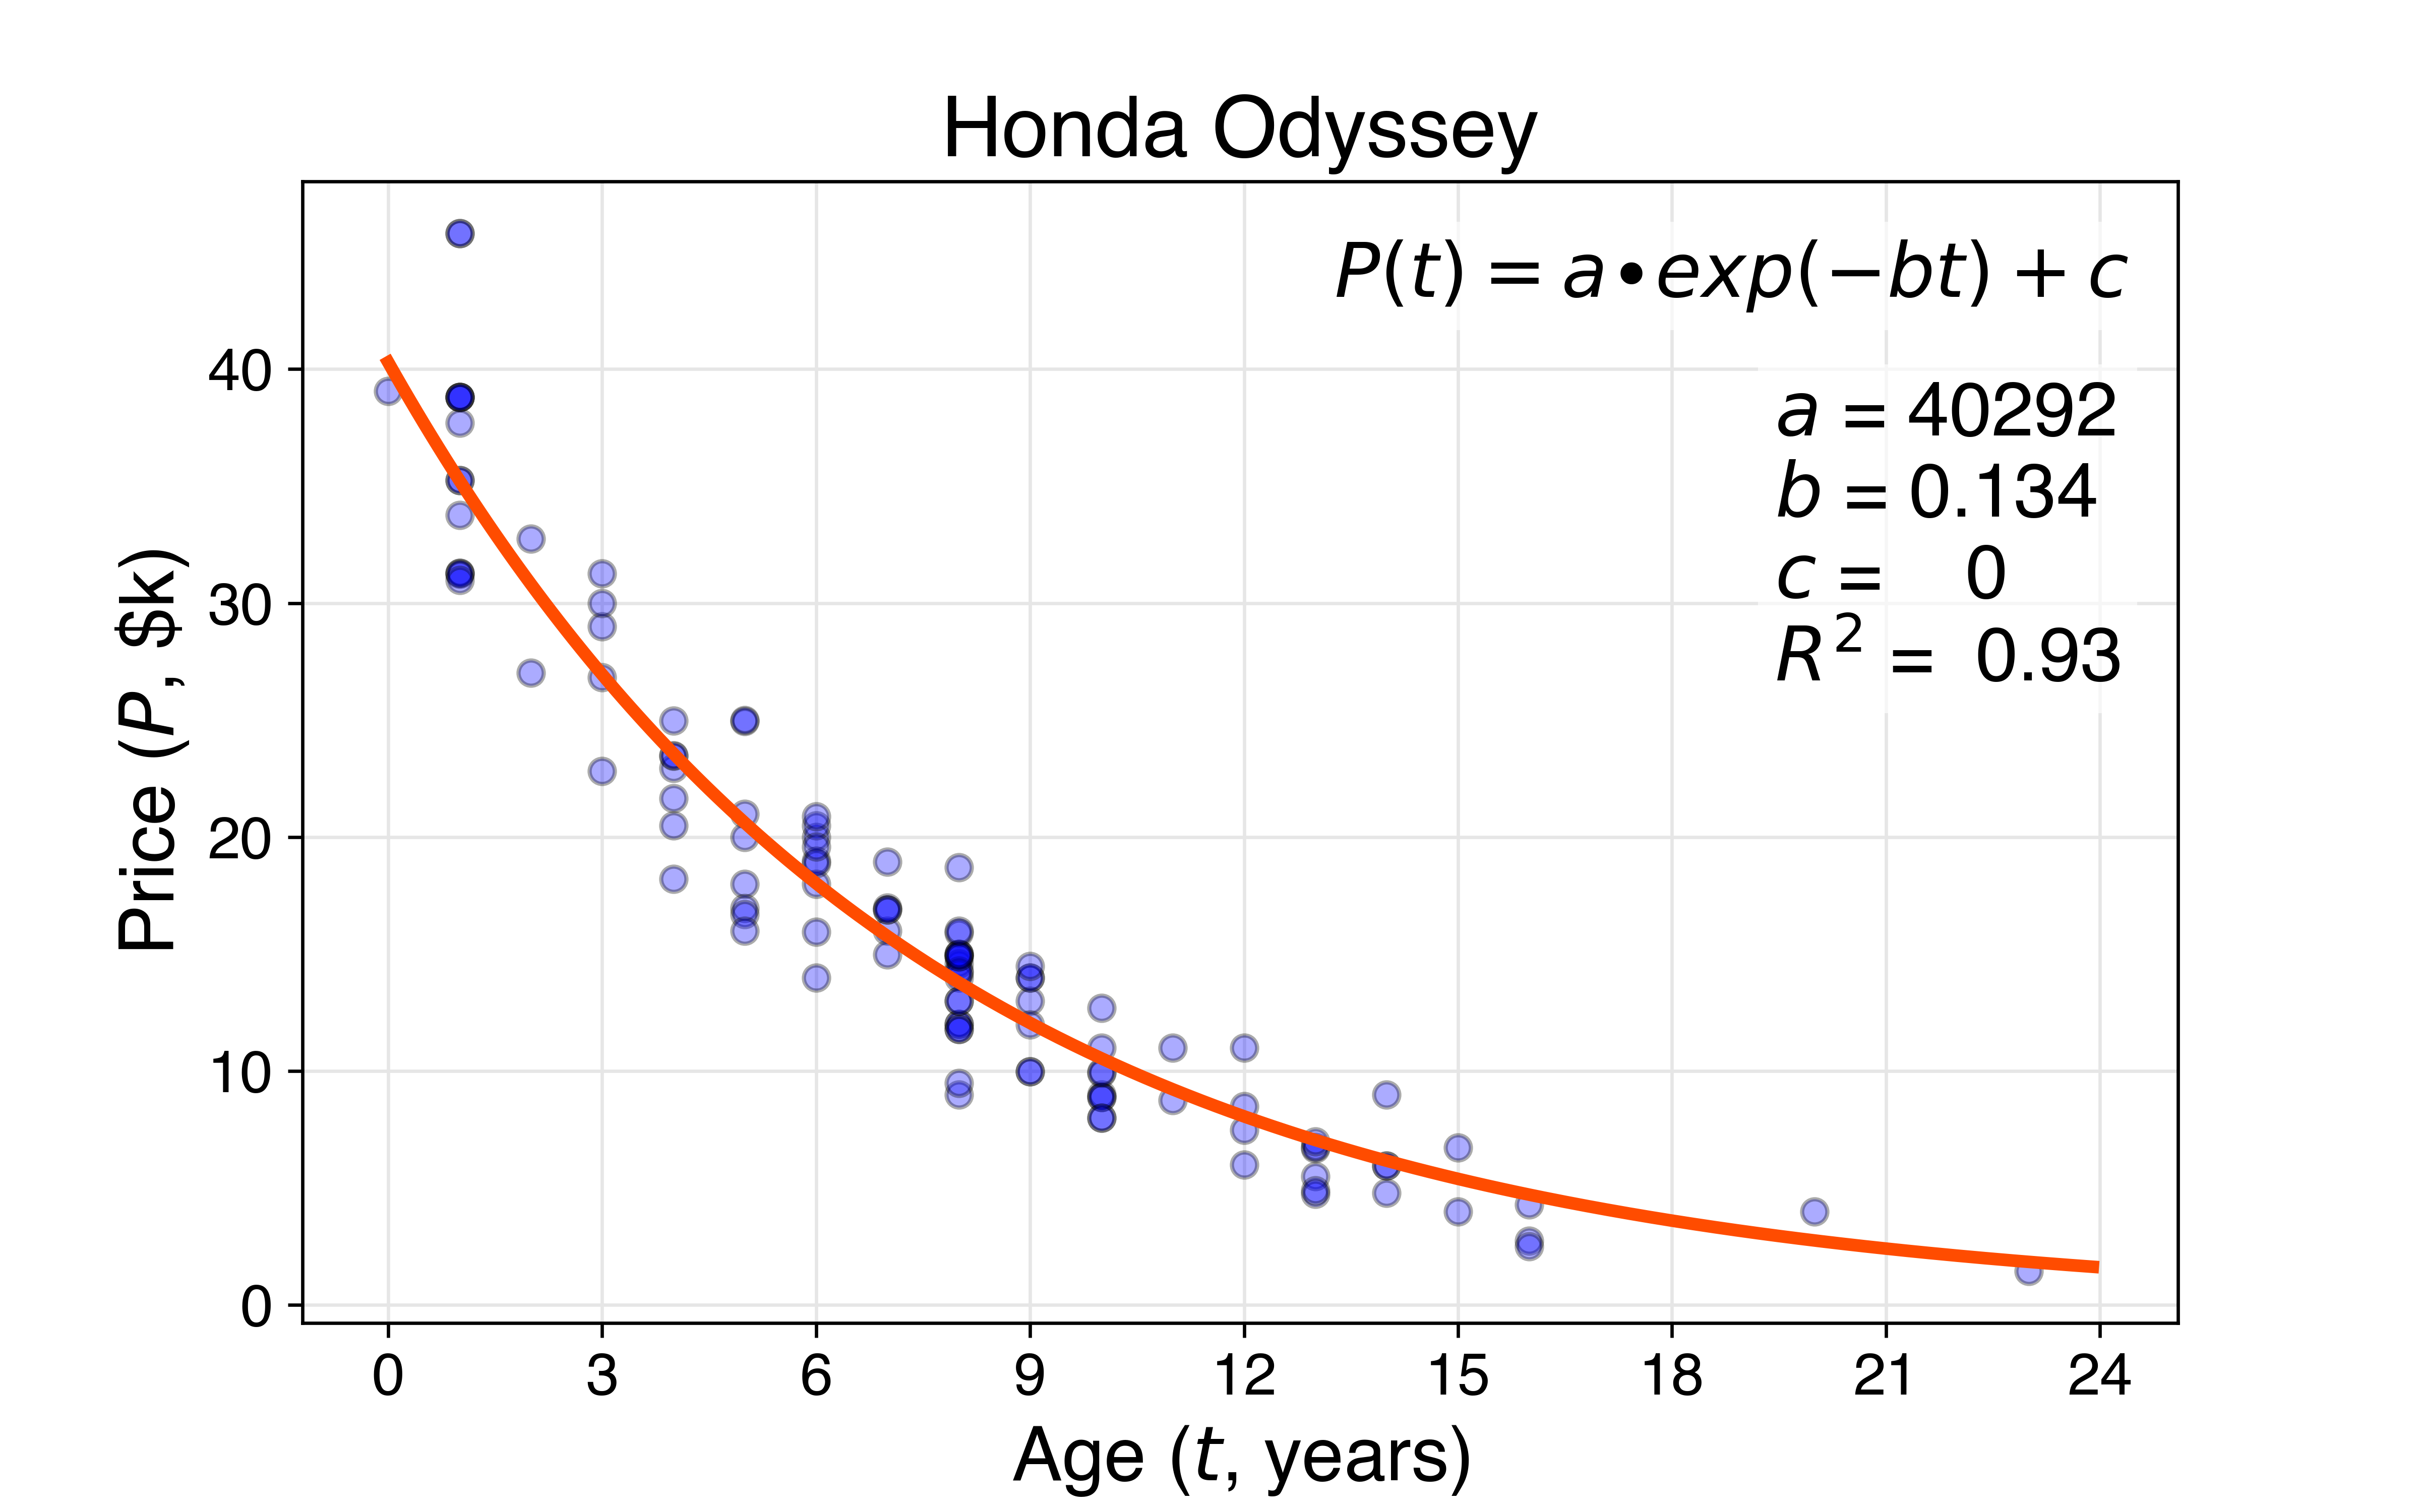 Honda Odyssey
P(t) = a•exp(−bt) + c
a = 40292
b = 0.134
c = 0
R² = 0.93
Price (P, $k)
40
30
20
10
0
0 3 6 9 12 15 18 21 24
Age (t, years)